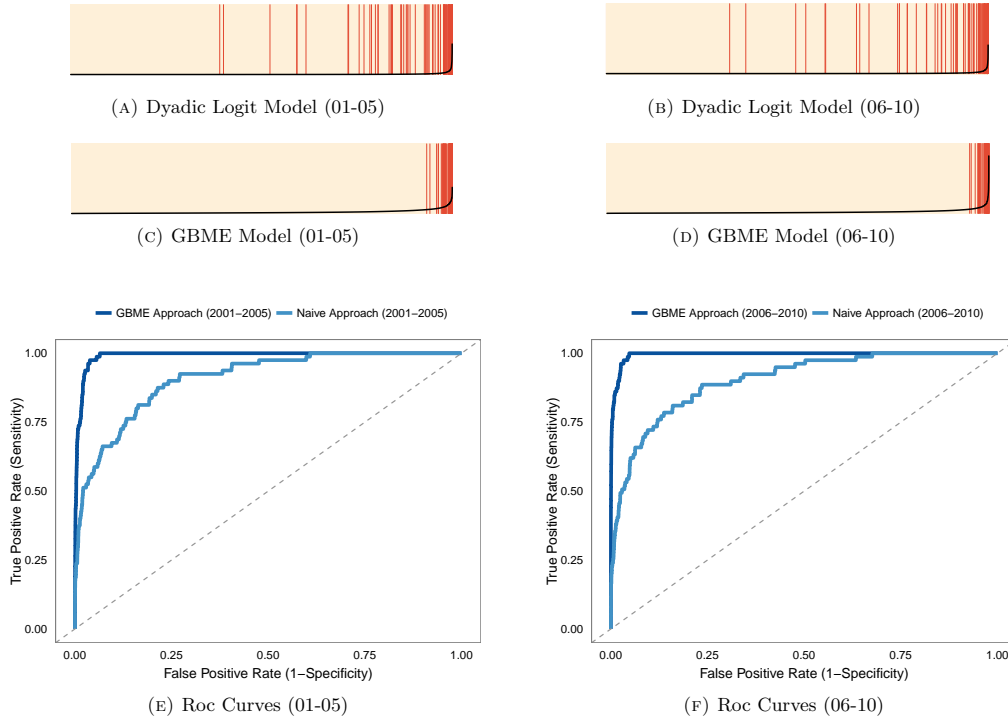 (A) Dyadic Logit Model (01-05)
(B) Dyadic Logit Model (06-10)
(C) GBME Model (01-05)
(D) GBME Model (06-10)
GBME Approach (2001−2005) Naive Approach (2001−2005)
1.00
0.75
0.50
0.25
0.00
True Positive Rate (Sensitivity)
0.00 0.25 0.50 0.75 1.00
False Positive Rate (1−Specificity)
(E) Roc Curves (01-05)
GBME Approach (2006−2010) Naive Approach (2006−2010)
1.00
0.75
0.50
0.25
0.00
True Positive Rate (Sensitivity)
0.00 0.25 0.50 0.75 1.00
False Positive Rate (1−Specificity)
(F) Roc Curves (06-10)